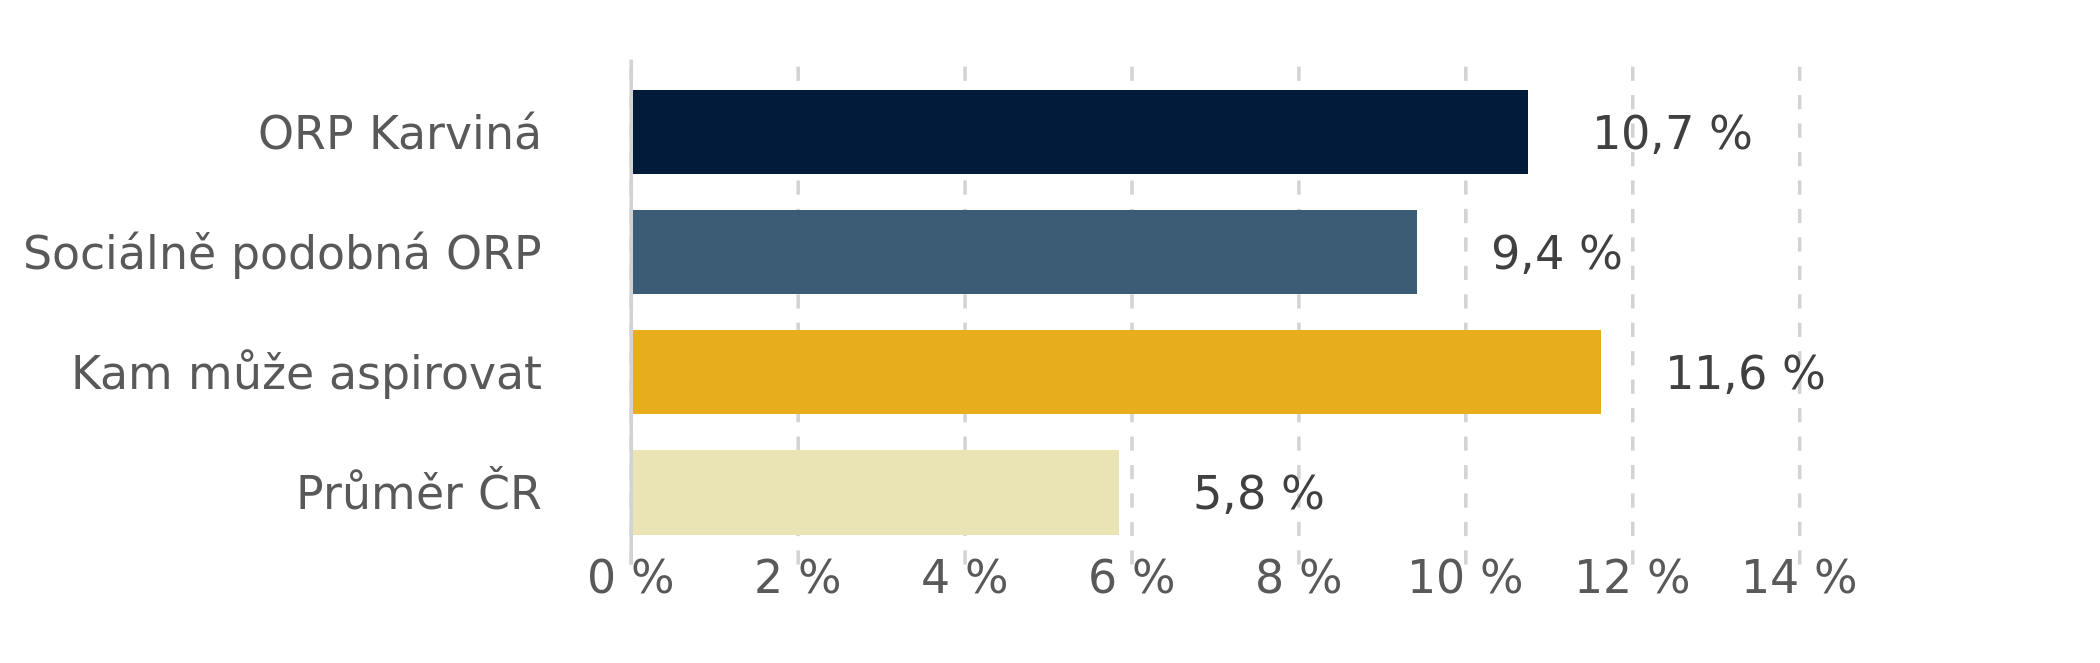 ORP Karviná
10,7 %
Sociálně podobná ORP
9,4 %
Kam může aspirovat
11,6 %
Průměr ČR
5,8 %
0 % 2 % 4 % 6 % 8 % 10 % 12 % 14 %